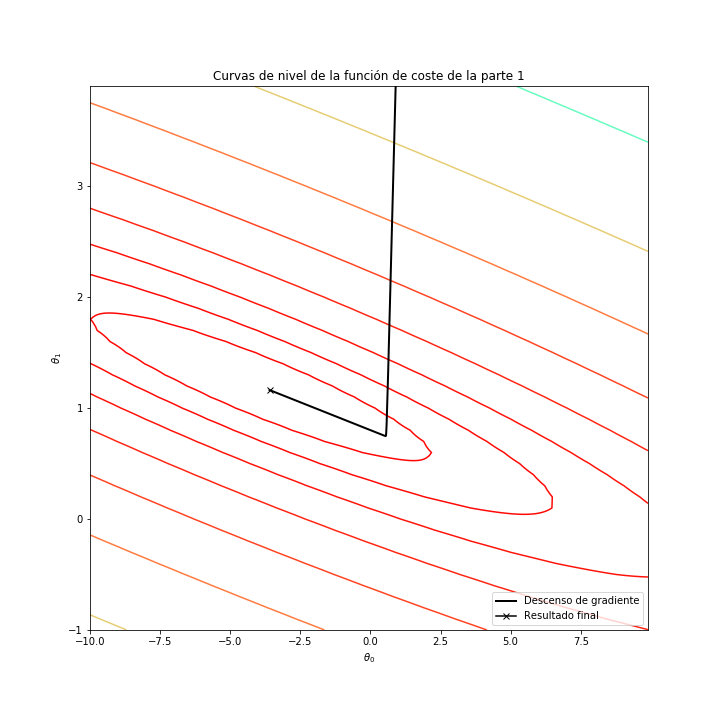 Curvas de nivel de la función de coste de la parte 1
θ₁
3
2
1
0
−1
−10.0 −7.5 −5.0 −2.5 0.0 2.5 5.0 7.5
θ₀
Descenso de gradiente
Resultado final